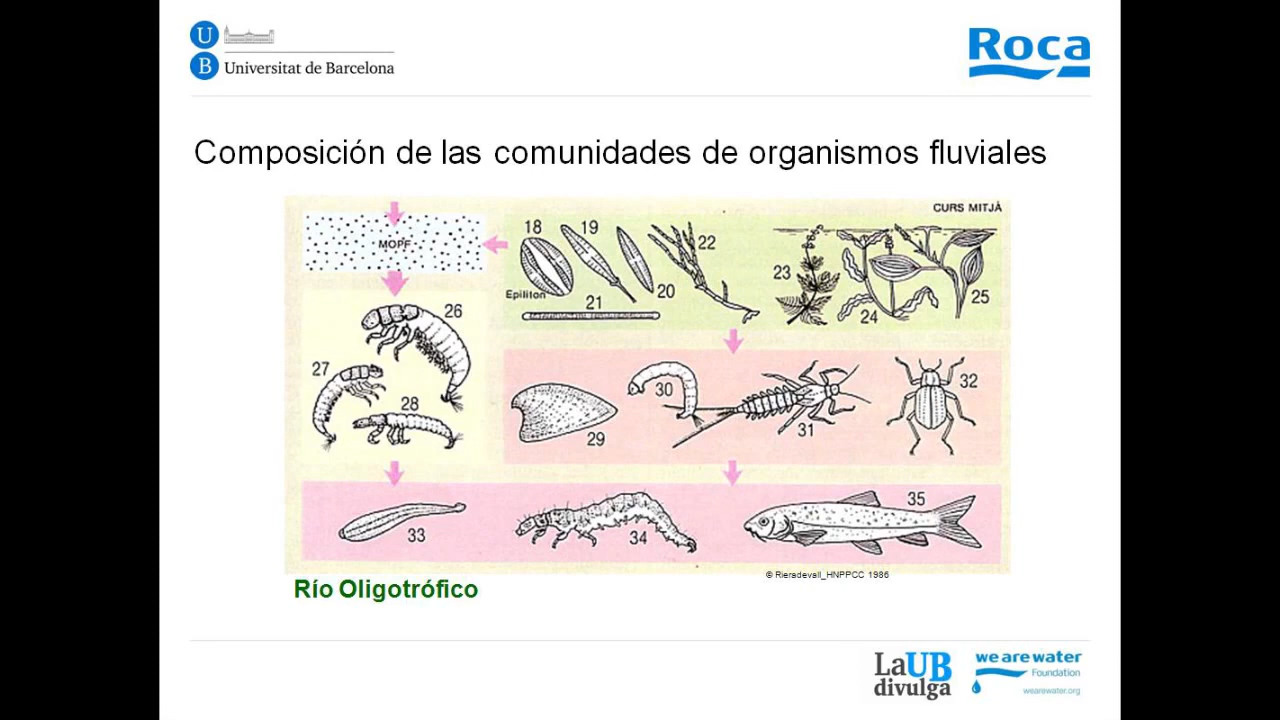 U
B
Universitat de Barcelona
Roca
Composición de las comunidades de organismos fluviales
CURS MITJÀ
MOPF
18
19
20
21
22
23
24
25
Epiliton
26
27
28
29
30
31
32
33
34
35
© Rieradevall_HNPPCC 1986
Río Oligotrófico
LaUB
divulga
we are water
Foundation
wearewater.org